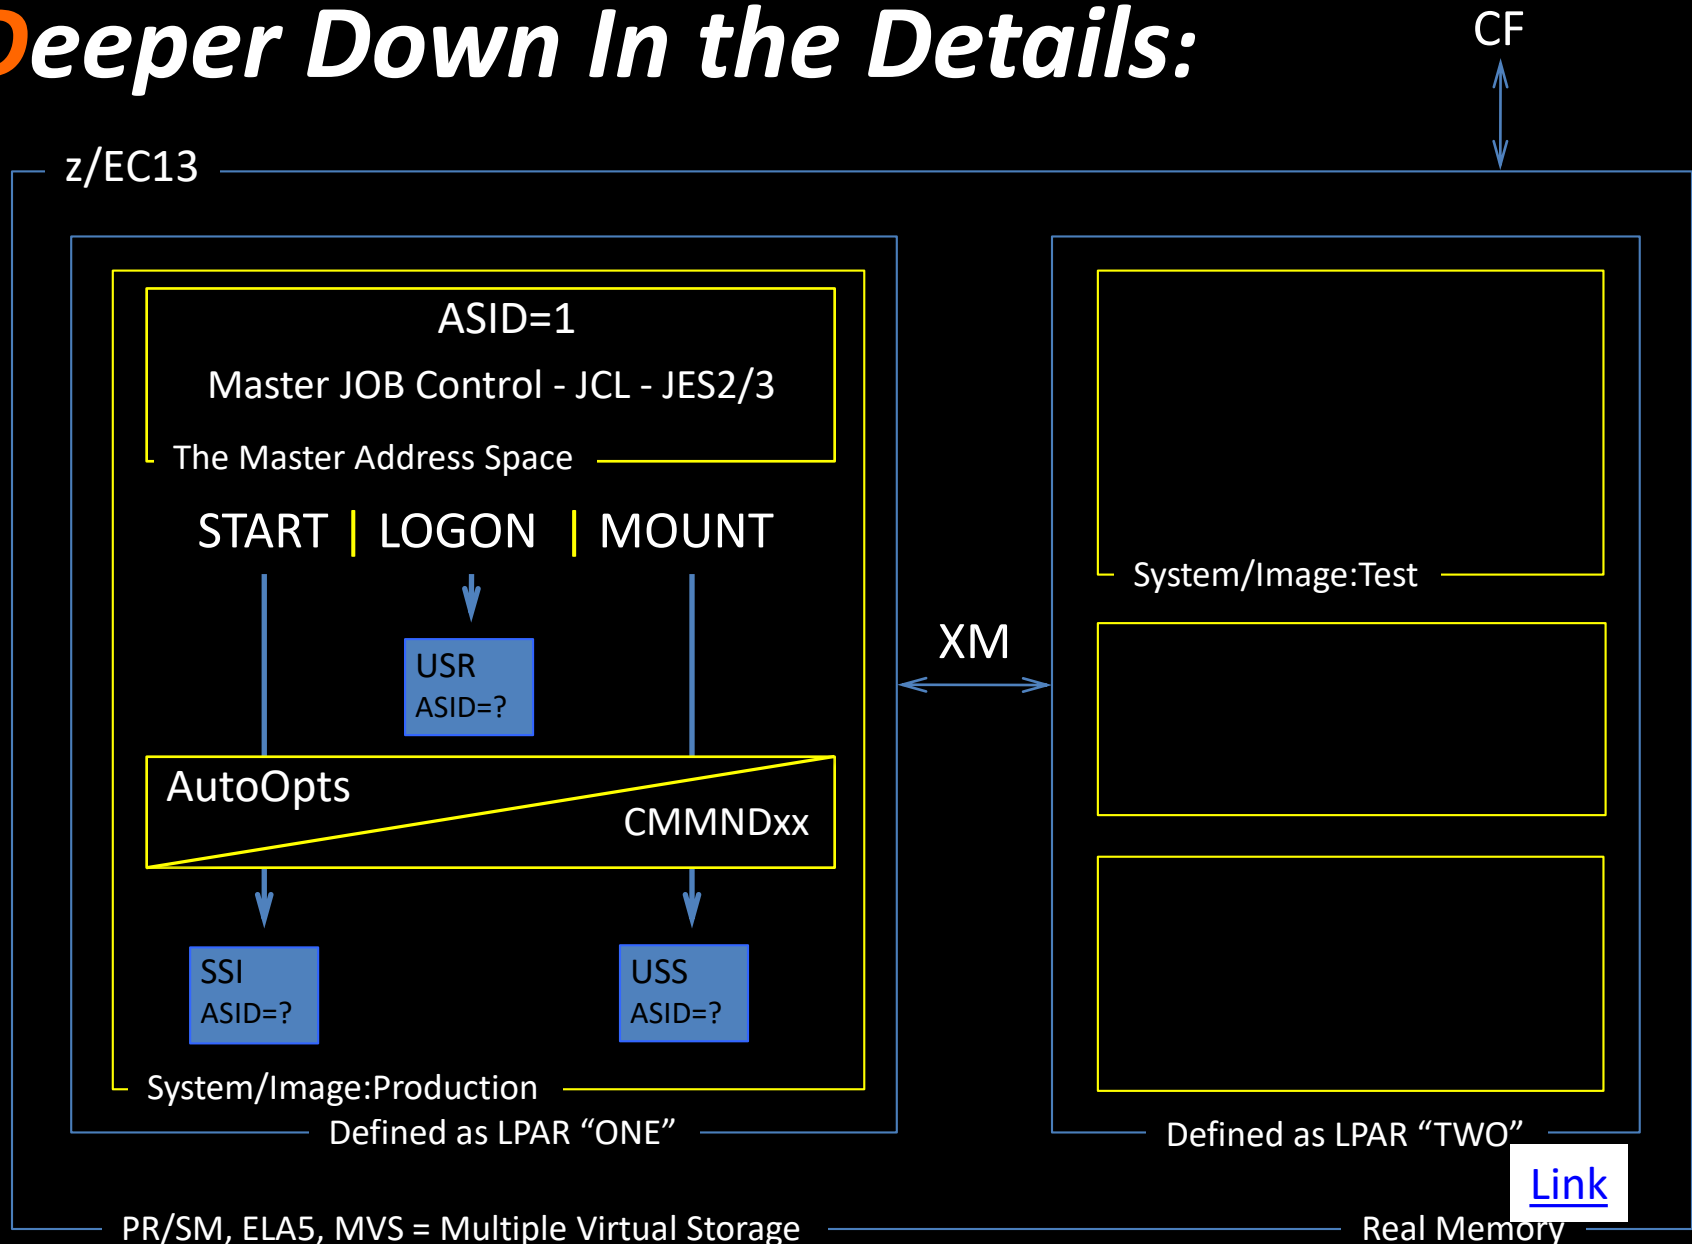 Deeper Down In the Details:
CF
z/EC13
ASID=1
Master JOB Control - JCL - JES2/3
The Master Address Space
START | LOGON | MOUNT
USR
ASID=?
AutoOpts
CMMNDxx
SSI
ASID=?
USS
ASID=?
System/Image:Production
Defined as LPAR “ONE”
XM
System/Image:Test
Defined as LPAR “TWO”
Link
PR/SM, ELA5, MVS = Multiple Virtual Storage
Real Memory